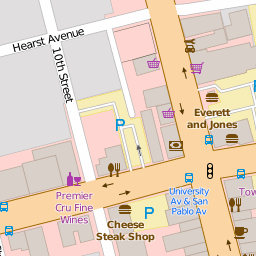 Hearst Avenue
10th Street
Everett
and Jones
P
Premier
Cru Fine
Wines
University
Av & San
Pablo Av
Tow
P
Cheese
Steak Shop